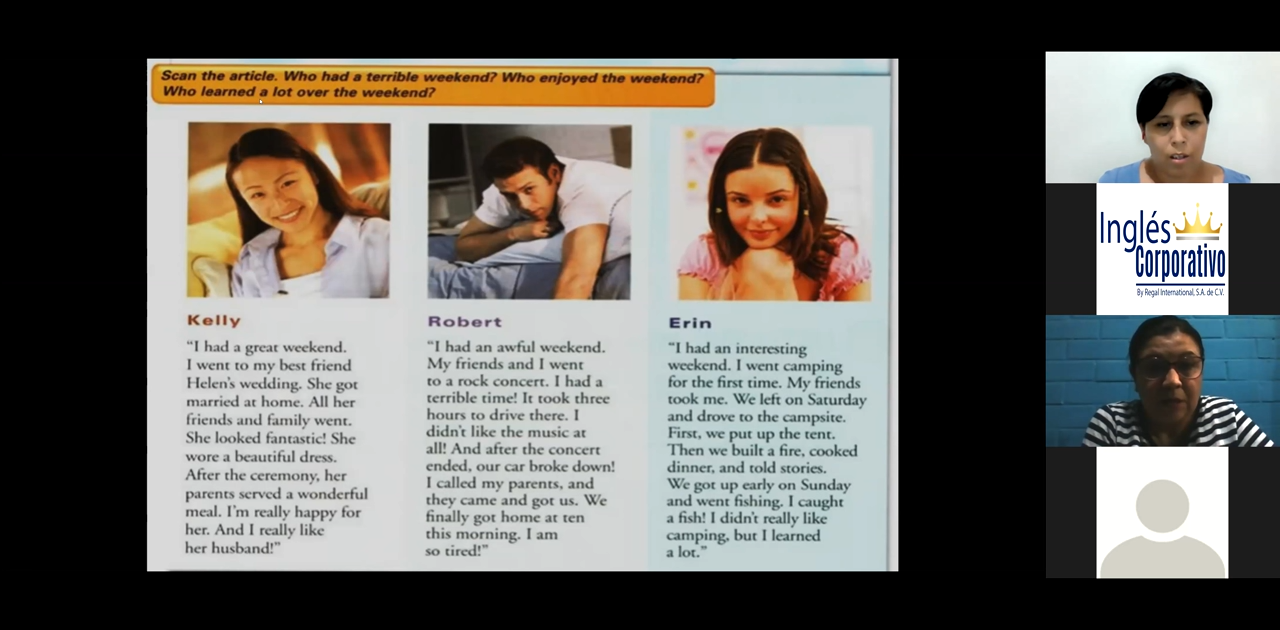 Scan the article. Who had a terrible weekend? Who enjoyed the weekend?
Who learned a lot over the weekend?
Kelly
"I had a great weekend.
I went to my best friend
Helen's wedding. She got
married at home. All her
friends and family went.
She looked fantastic! She
wore a beautiful dress.
After the ceremony, her
parents served a wonderful
meal. I'm really happy for
her. And I really like
her husband!"
Robert
"I had an awful weekend.
My friends and I went
to a rock concert. I had a
terrible time! It took three
hours to drive there. I
didn't like the music at
all! And after the concert
ended, our car broke down!
I called my parents, and
they came and got us. We
finally got home at ten
this morning. I am
so tired!"
Erin
"I had an interesting
weekend. I went camping
for the first time. My friends
took me. We left on Saturday
and drove to the campsite.
First, we put up the tent.
Then we built a fire, cooked
dinner, and told stories.
We got up early on Sunday
and went fishing. I caught
a fish! I didn't really like
camping, but I learned
a lot."
Inglés
Corporativo
By Regal International, S.A. de C.V.